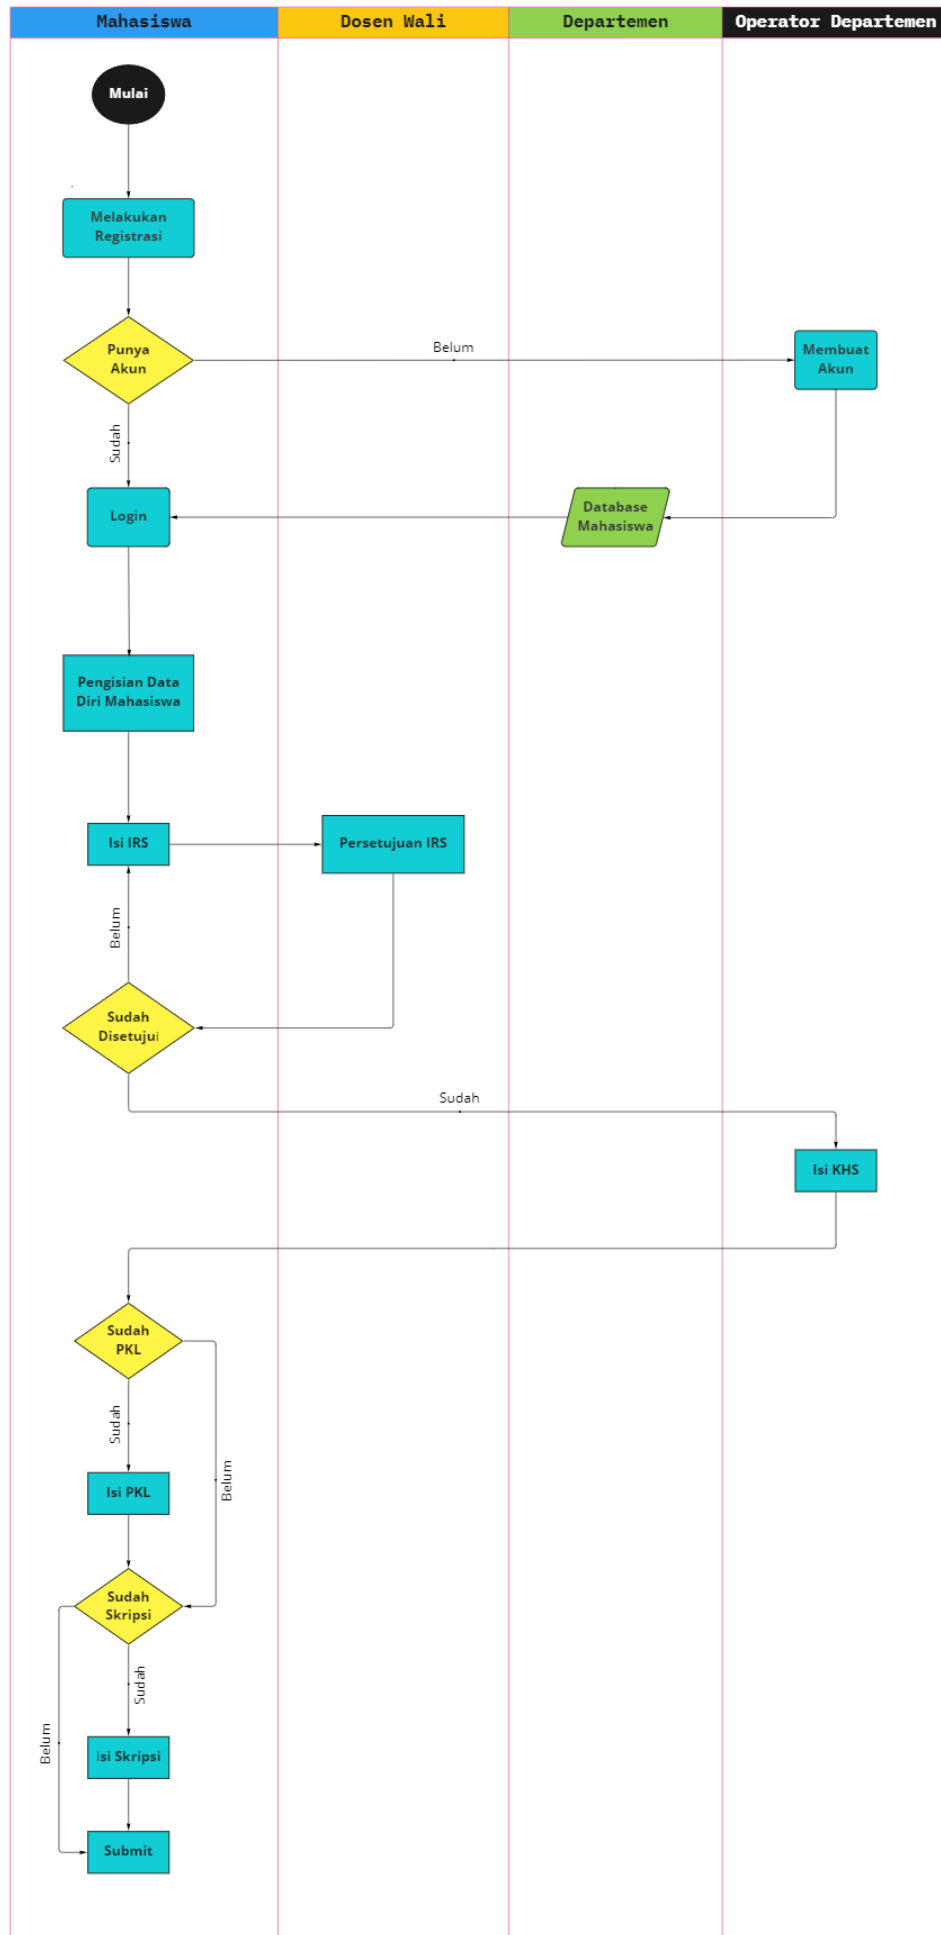 Mahasiswa
Dosen Wali
Departemen
Operator Departemen
Mulai
Melakukan
Registrasi
Punya
Akun
Belum
Membuat
Akun
Sudah
Login
Database
Mahasiswa
Pengisian Data
Diri Mahasiswa
Isi IRS
Persetujuan IRS
Belum
Sudah
Disetujui
Sudah
Isi KHS
Sudah
PKL
Sudah
Belum
Isi PKL
Sudah
Skripsi
Sudah
Belum
Isi Skripsi
Submit